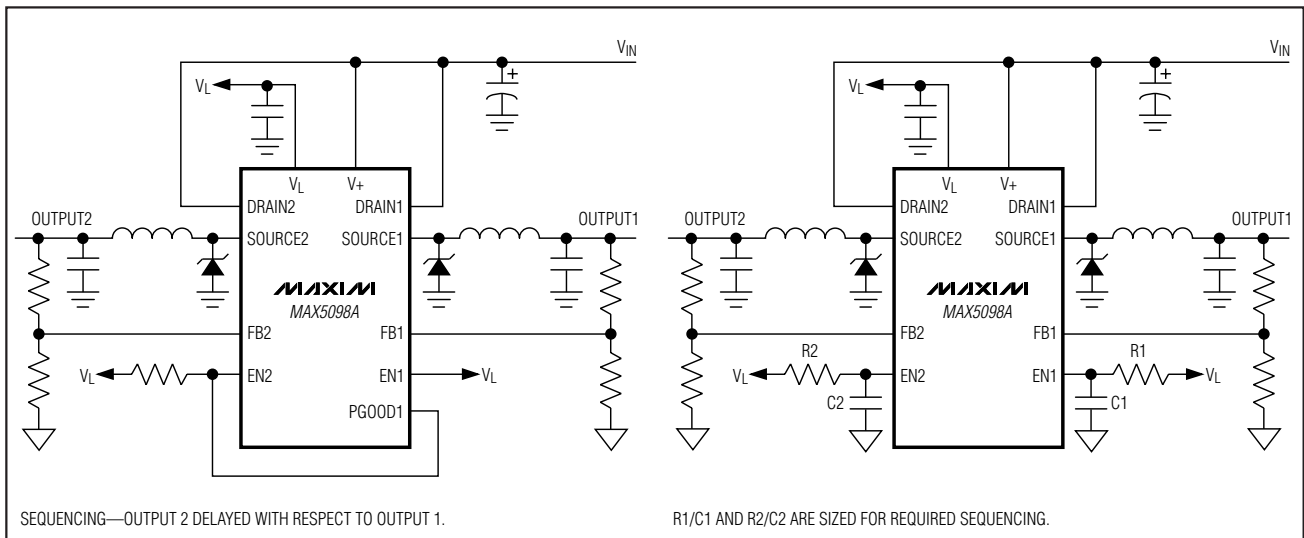 VIN
VL
VL
V+
DRAIN2
DRAIN1
OUTPUT2
OUTPUT1
SOURCE2
SOURCE1
MAXIM
MAX5098A
FB2
FB1
VL
EN2
EN1
VL
PGOOD1
SEQUENCING—OUTPUT 2 DELAYED WITH RESPECT TO OUTPUT 1.
VIN
VL
VL
V+
DRAIN2
DRAIN1
OUTPUT2
OUTPUT1
SOURCE2
SOURCE1
MAXIM
MAX5098A
FB2
FB1
R2
R1
VL
EN2
EN1
VL
C2
C1
R1/C1 AND R2/C2 ARE SIZED FOR REQUIRED SEQUENCING.